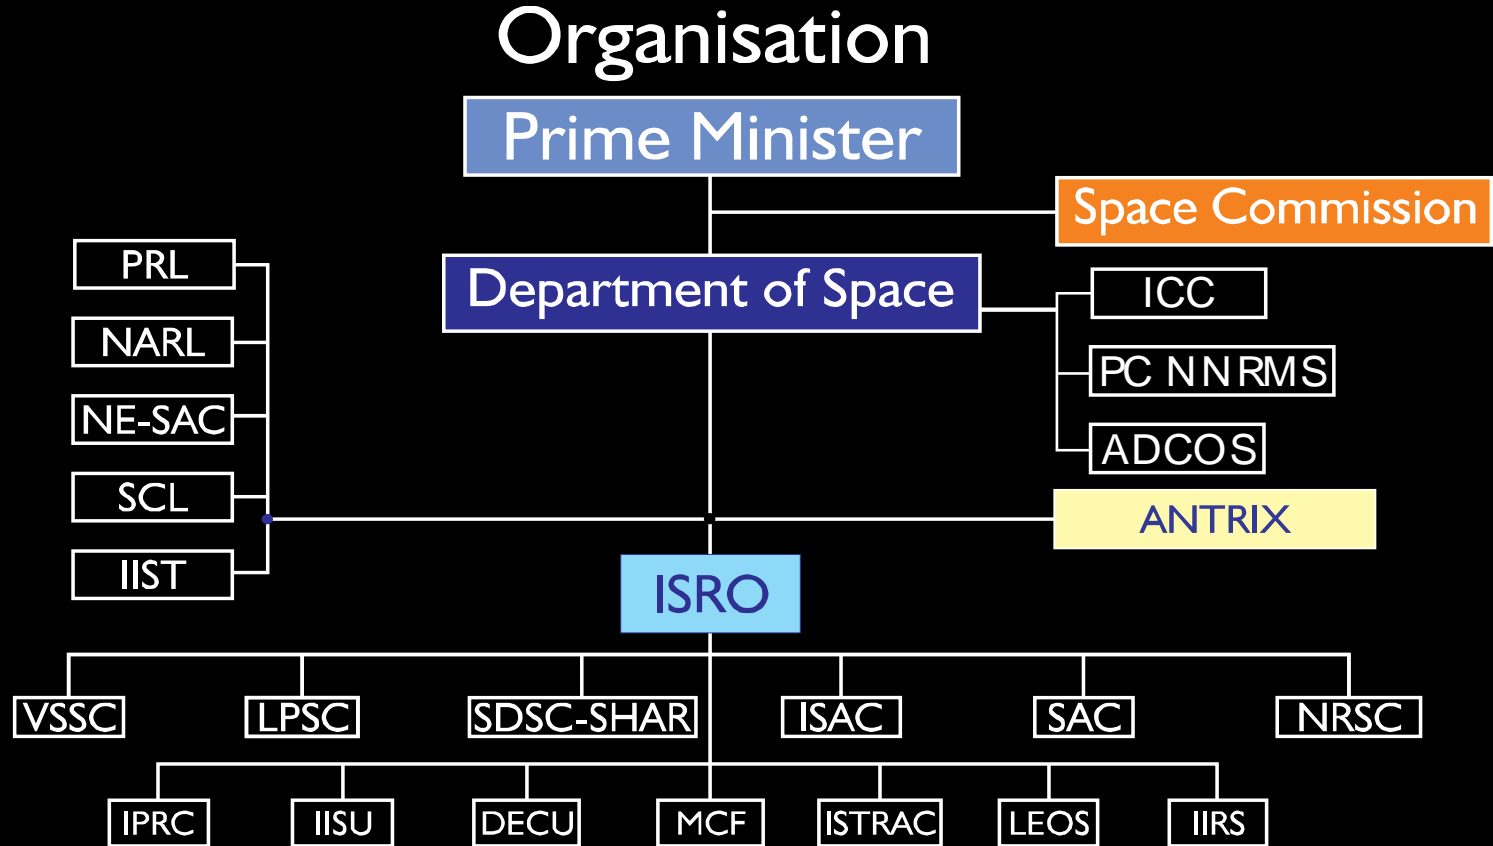 Organisation
Prime Minister
Space Commission
Department of Space
PRL
NARL
NE-SAC
SCL
IIST
ICC
PC NNRMS
ADCOS
ANTRIX
ISRO
VSSC
LPSC
SDSC-SHAR
ISAC
SAC
NRSC
IPRC
IISU
DECU
MCF
ISTRAC
LEOS
IIRS